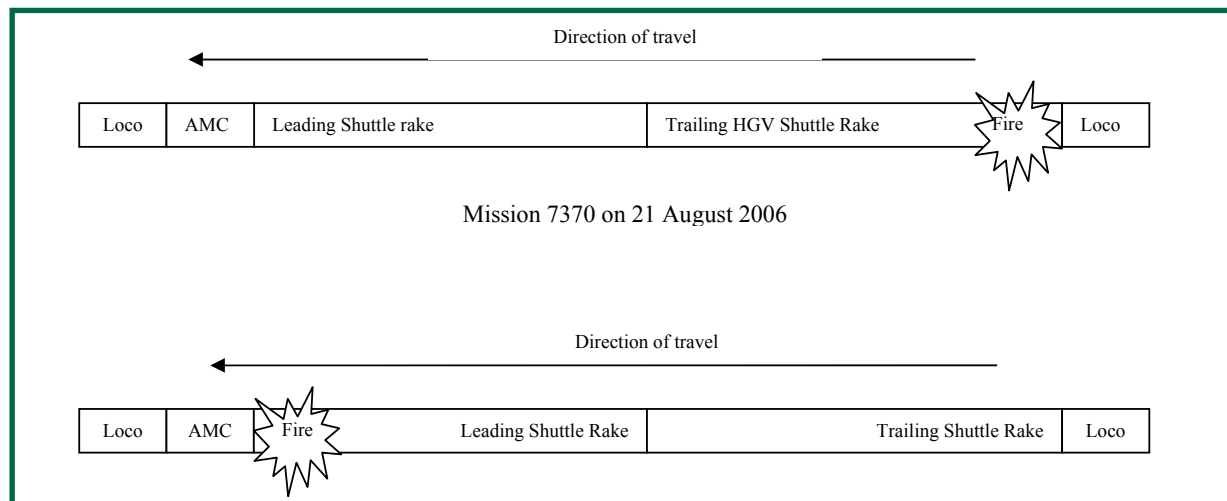 Direction of travel
Loco AMC Leading Shuttle rake Trailing HGV Shuttle Rake Fire Loco
Mission 7370 on 21 August 2006
Direction of travel
Loco AMC Fire Leading Shuttle Rake Trailing Shuttle Rake Loco